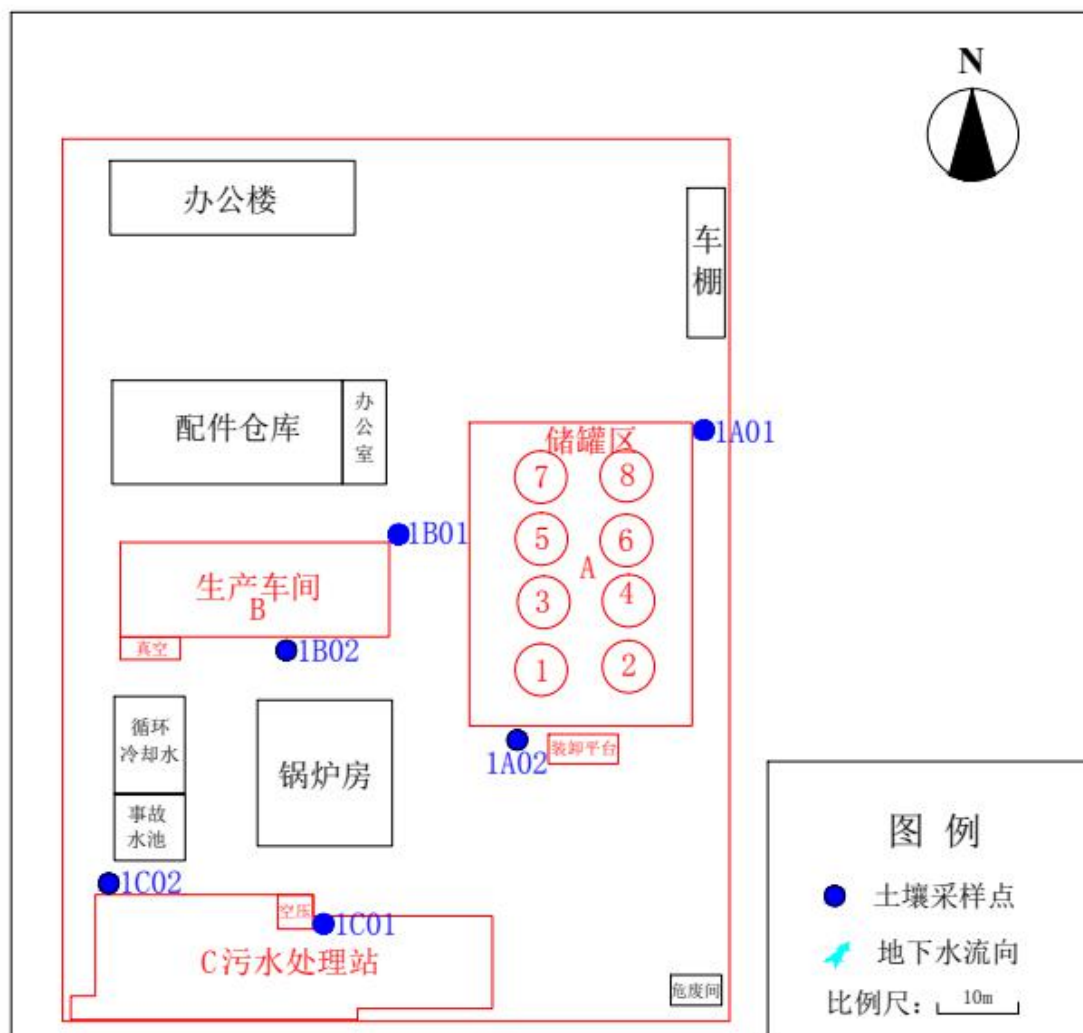 N
办公楼
车棚
配件仓库
办公室
储罐区
1A01
7
8
1B01
5
6
A
生产车间
B
3
4
真空
1B02
1
2
循环
冷却水
锅炉房
1A02
装卸平台
事故
水池
1C02
空压
1C01
C污水处理站
危废间
图 例
土壤采样点
地下水流向
比例尺：
10m